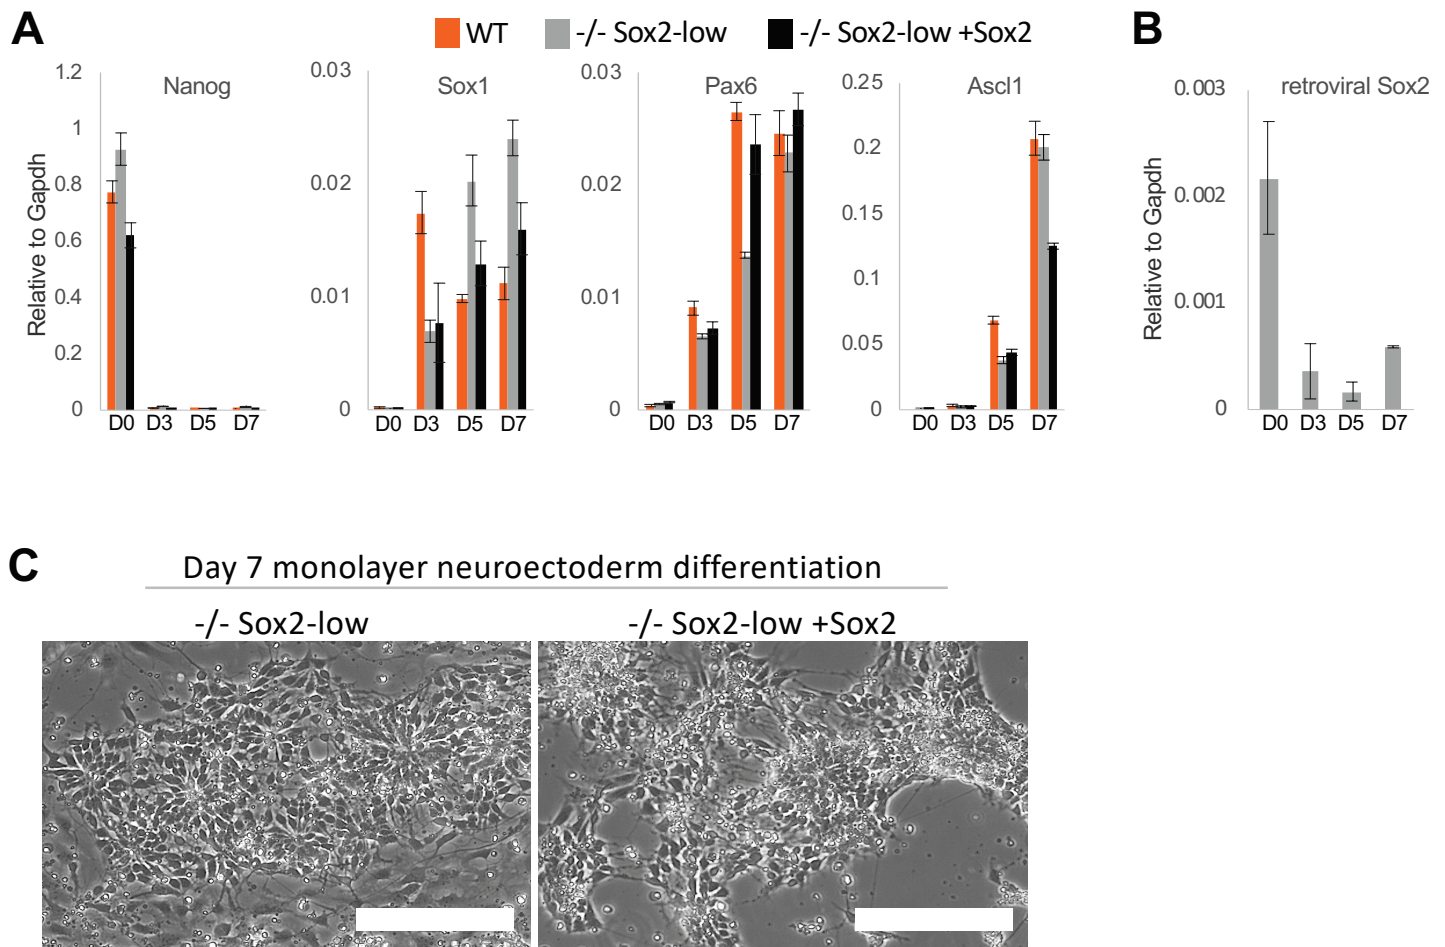 A
WT
-/- Sox2-low
-/- Sox2-low +Sox2
B
Nanog
Relative to Gapdh
1.2
1
0.8
0.6
0.4
0.2
0
D0 D3 D5 D7
Sox1
0.03
0.02
0.01
0
D0 D3 D5 D7
Pax6
0.03
0.02
0.01
0
D0 D3 D5 D7
Ascl1
0.25
0.2
0.15
0.1
0.05
0
D0 D3 D5 D7
retroviral Sox2
Relative to Gapdh
0.003
0.002
0.001
0
D0 D3 D5 D7
C
Day 7 monolayer neuroectoderm differentiation
-/- Sox2-low
-/- Sox2-low +Sox2